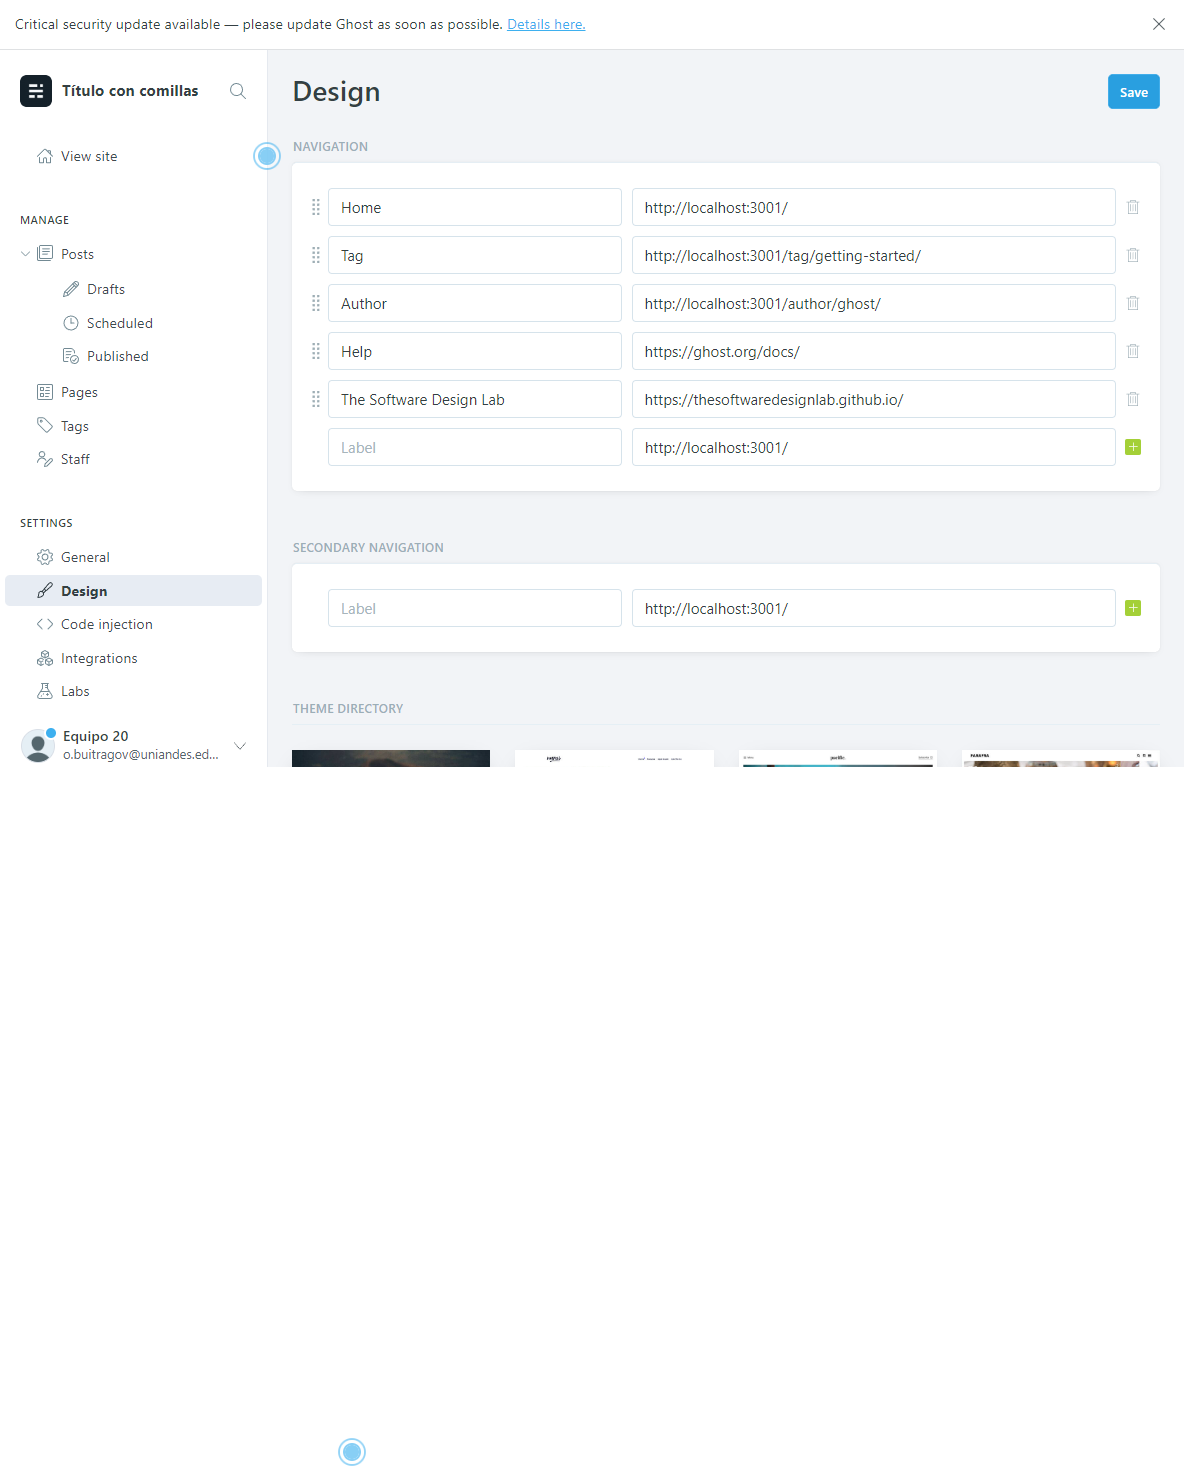 Critical security update available — please update Ghost as soon as possible. Details here.
Título con comillas
Design
Save
View site
NAVIGATION
Home
http://localhost:3001/
MANAGE
Tag
http://localhost:3001/tag/getting-started/
Posts
Drafts
Author
http://localhost:3001/author/ghost/
Scheduled
Published
Help
https://ghost.org/docs/
Pages
The Software Design Lab
https://thesoftwaredesignlab.github.io/
Tags
Label
http://localhost:3001/
Staff
SETTINGS
SECONDARY NAVIGATION
General
Design
Label
http://localhost:3001/
Code injection
Integrations
Labs
THEME DIRECTORY
Equipo 20
o.buitragov@uniandes.ed...